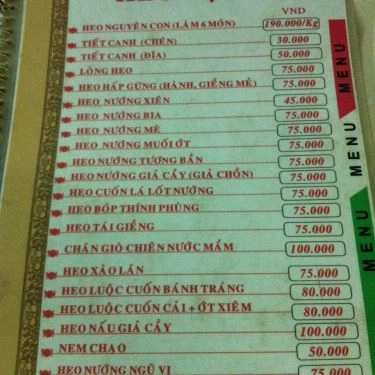 VND
HEO NGUYÊN CON (LÀM 6 MÓN) 190.000/Kg
TIẾT CANH (CHÉN) 30.000
TIẾT CANH (DĨA) 50.000
LÒNG HEO 75.000
HEO HẤP GỪNG (HÀNH, GIỀNG MẺ) 75.000
HEO NƯỚNG XIÊN 45.000
HEO NƯỚNG BIA 75.000
HEO NƯỚNG MẺ 75.000
HEO NƯỚNG MUỐI ỚT 75.000
HEO NƯỚNG TƯƠNG BẦN 75.000
HEO NƯỚNG GIẢ CẦY (GIẢ CHỒN) 75.000
HEO CUỐN LÁ LỐT NƯỚNG 75.000
HEO BÓP THÍNH PHÙNG 75.000
HEO TÁI GIỀNG 75.000
CHÂN GIÒ CHIÊN NƯỚC MẮM 100.000
HEO XÀO LĂN 75.000
HEO LUỘC CUỐN BÁNH TRÁNG 80.000
HEO LUỘC CUỐN CẢI + ỚT XIÊM 80.000
HEO NẤU GIẢ CẦY 100.000
NEM CHẠO 50.000
HEO NƯỚNG NGŨ VỊ 75.000
MENU
MENU
MENU